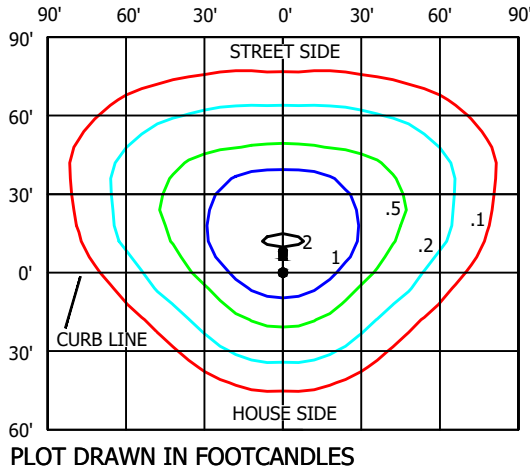 90' 60' 30' 0' 30' 60' 90'
90'
STREET SIDE
60'
30'
.5 .1
2 .2
1
0'
CURB LINE
30'
HOUSE SIDE
60'
PLOT DRAWN IN FOOTCANDLES